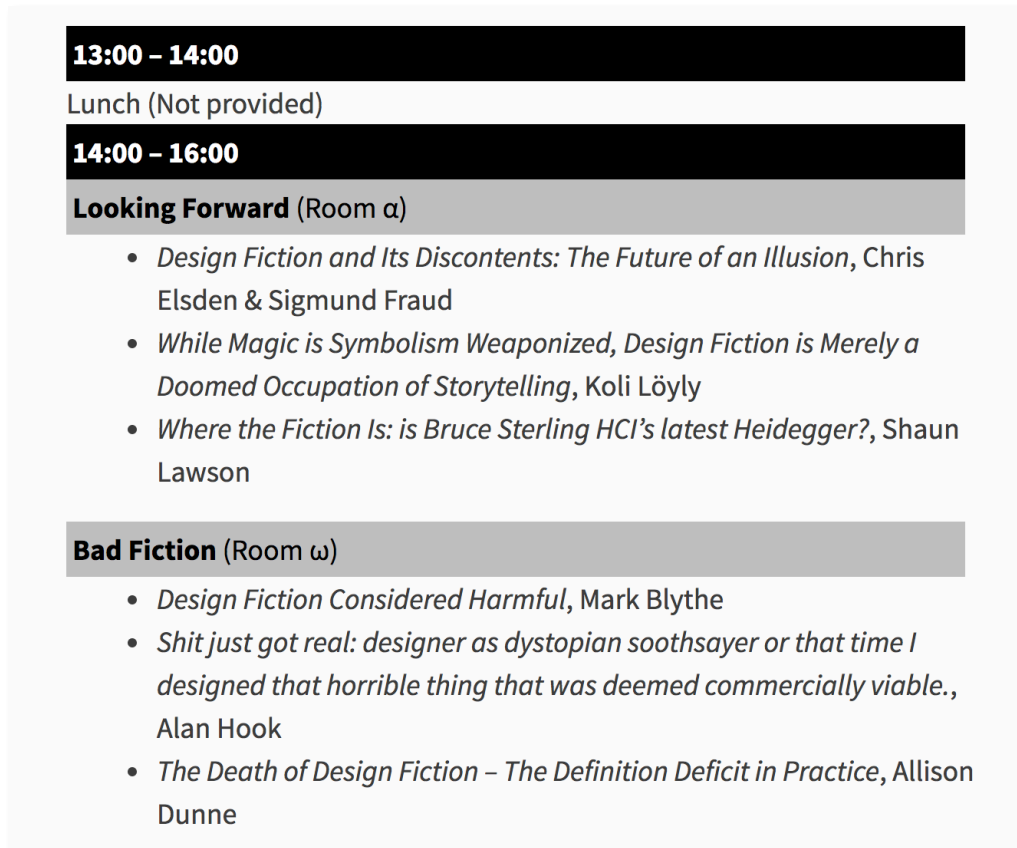 13:00 – 14:00
Lunch (Not provided)
14:00 – 16:00
Looking Forward (Room α)
• Design Fiction and Its Discontents: The Future of an Illusion, Chris
Elsden & Sigmund Fraud
• While Magic is Symbolism Weaponized, Design Fiction is Merely a
Doomed Occupation of Storytelling, Koli Löyly
• Where the Fiction Is: is Bruce Sterling HCI’s latest Heidegger?, Shaun
Lawson
Bad Fiction (Room ω)
• Design Fiction Considered Harmful, Mark Blythe
• Shit just got real: designer as dystopian soothsayer or that time I
designed that horrible thing that was deemed commercially viable.,
Alan Hook
• The Death of Design Fiction – The Definition Deficit in Practice, Allison
Dunne